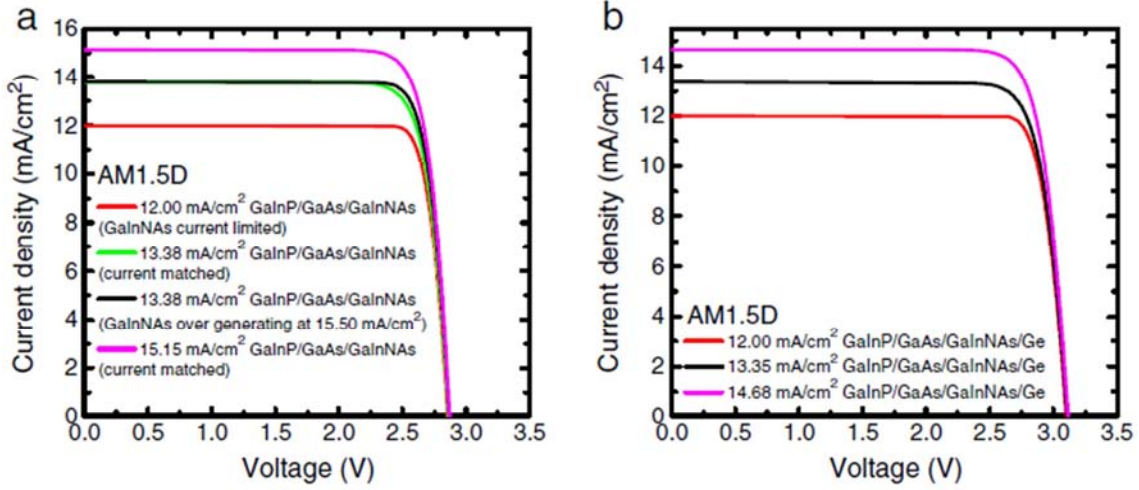 a
16
14
12
10
8
6
4
2
0
Current density (mA/cm²)
AM1.5D
12.00 mA/cm² GaInP/GaAs/GaInNAs
(GaInNAs current limited)
13.38 mA/cm² GaInP/GaAs/GaInNAs
(current matched)
13.38 mA/cm² GaInP/GaAs/GaInNAs
(GaInNAs over generating at 15.50 mA/cm²)
15.15 mA/cm² GaInP/GaAs/GaInNAs
(current matched)
0.0 0.5 1.0 1.5 2.0 2.5 3.0 3.5
Voltage (V)
b
14
12
10
8
6
4
2
0
Current density (mA/cm²)
AM1.5D
12.00 mA/cm² GaInP/GaAs/GaInNAs/Ge
13.35 mA/cm² GaInP/GaAs/GaInNAs/Ge
14.68 mA/cm² GaInP/GaAs/GaInNAs/Ge
0.0 0.5 1.0 1.5 2.0 2.5 3.0 3.5
Voltage (V)